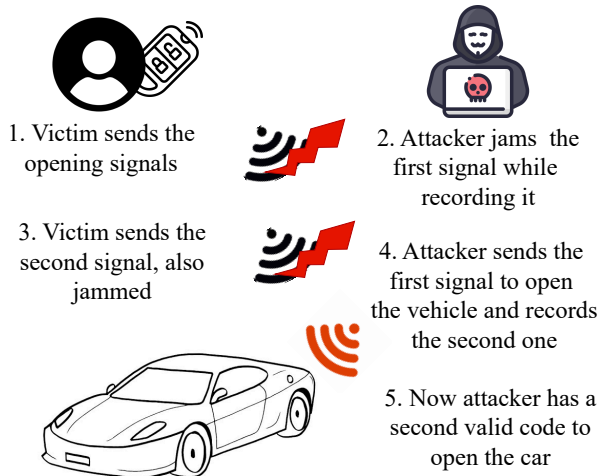 1. Victim sends the
opening signals
2. Attacker jams the
first signal while
recording it
3. Victim sends the
second signal, also
jammed
4. Attacker sends the
first signal to open
the vehicle and records
the second one
5. Now attacker has a
second valid code to
open the car